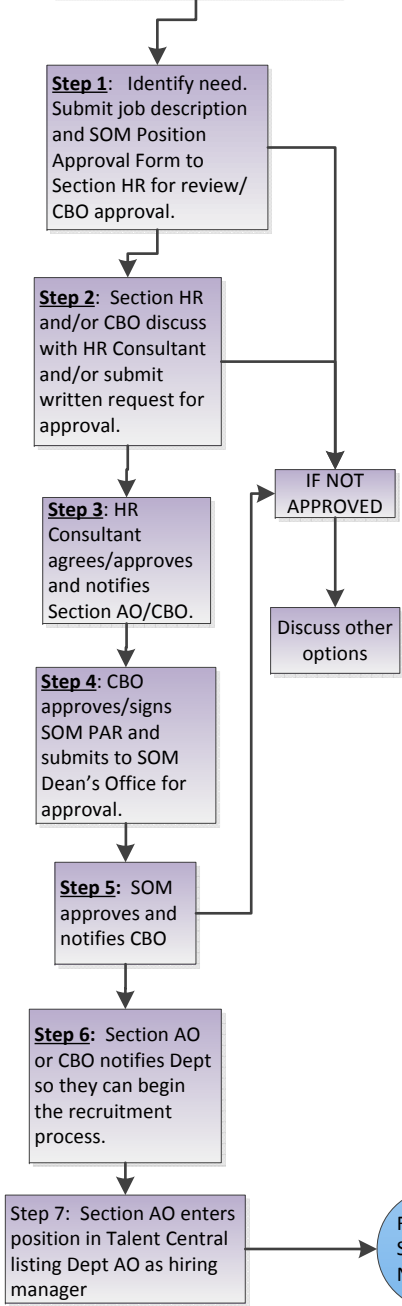 Step 1: Identify need.
Submit job description
and SOM Position
Approval Form to
Section HR for review/
CBO approval.
Step 2: Section HR
and/or CBO discuss
with HR Consultant
and/or submit
written request for
approval.
IF NOT
APPROVED
Step 3: HR
Consultant
agrees/approves
and notifies
Section AO/CBO.
Discuss other
options
Step 4: CBO
approves/signs
SOM PAR and
submits to SOM
Dean's Office for
approval.
Step 5: SOM
approves and
notifies CBO
Step 6: Section AO
or CBO notifies Dept
so they can begin
the recruitment
process.
Step 7: Section AO enters
position in Talent Central
listing Dept AO as hiring
manager